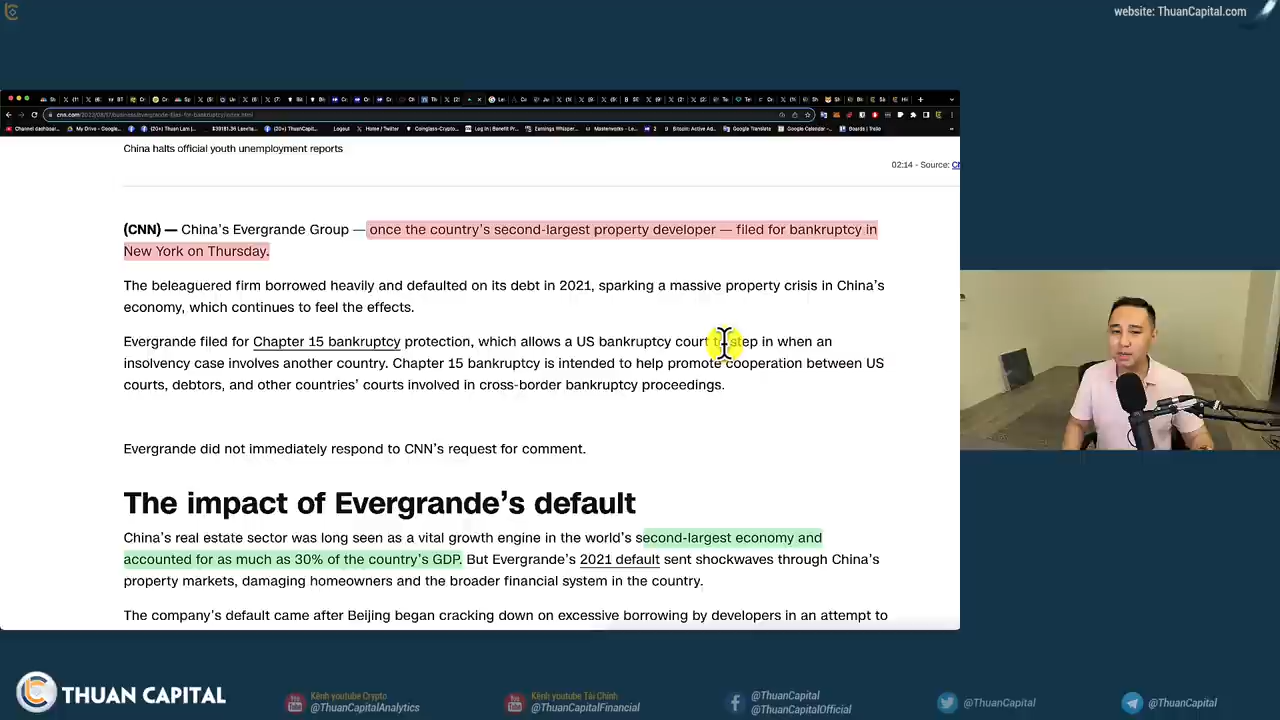 website: ThuanCapital.com
China halts official youth unemployment reports
02:14 - Source:
(CNN) — China's Evergrande Group — once the country's second-largest property developer — filed for bankruptcy in
New York on Thursday.
The beleaguered firm borrowed heavily and defaulted on its debt in 2021, sparking a massive property crisis in China's
economy, which continues to feel the effects.
Evergrande filed for Chapter 15 bankruptcy protection, which allows a US bankruptcy court to step in when an
insolvency case involves another country. Chapter 15 bankruptcy is intended to help promote cooperation between US
courts, debtors, and other countries' courts involved in cross-border bankruptcy proceedings.
Evergrande did not immediately respond to CNN's request for comment.
The impact of Evergrande's default
China's real estate sector was long seen as a vital growth engine in the world's second-largest economy and
accounted for as much as 30% of the country's GDP. But Evergrande's 2021 default sent shockwaves through China's
property markets, damaging homeowners and the broader financial system in the country.
The company's default came after Beijing began cracking down on excessive borrowing by developers in an attempt to
THUAN CAPITAL
Kênh youtube Crypto
@ThuanCapitalAnalytics
Kênh youtube Tài Chính
@ThuanCapitalFinancial
@ThuanCapital
@ThuanCapitalOfficial
@ThuanCapital
@ThuanCapital